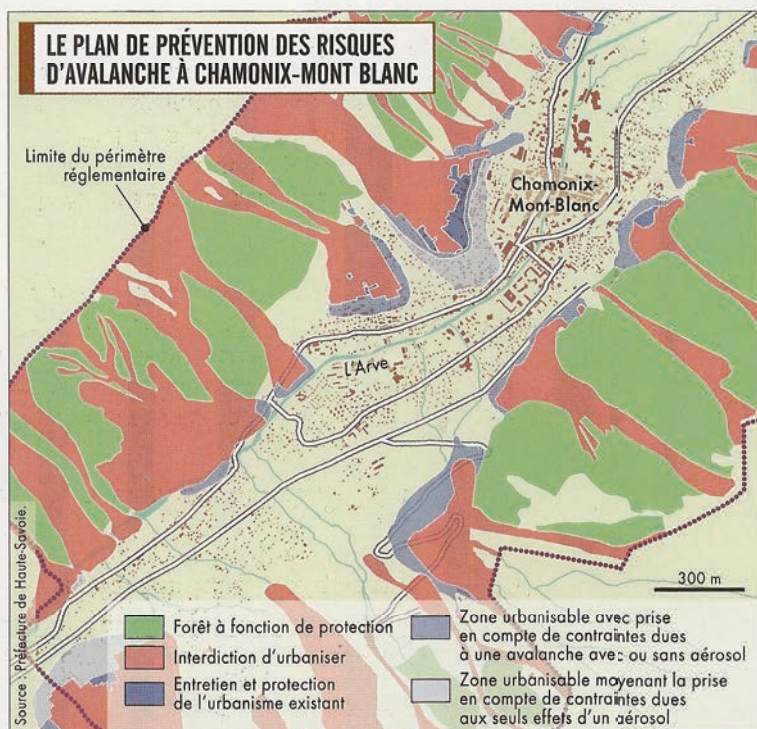 LE PLAN DE PRÉVENTION DES RISQUES
D'AVALANCHE À CHAMONIX-MONT BLANC
Limite du périmètre
réglementaire
Chamonix-
Mont-Blanc
L'Arve
300 m
Source : Préfecture de Haute-Savoie.
Forêt à fonction de protection
Interdiction d'urbaniser
Entretien et protection
de l'urbanisme existant
Zone urbanisable avec prise
en compte de contraintes dues
à une avalanche avec ou sans aérosol
Zone urbanisable moyenant la prise
en compte de contraintes dues
aux seuls effets d'un aérosol